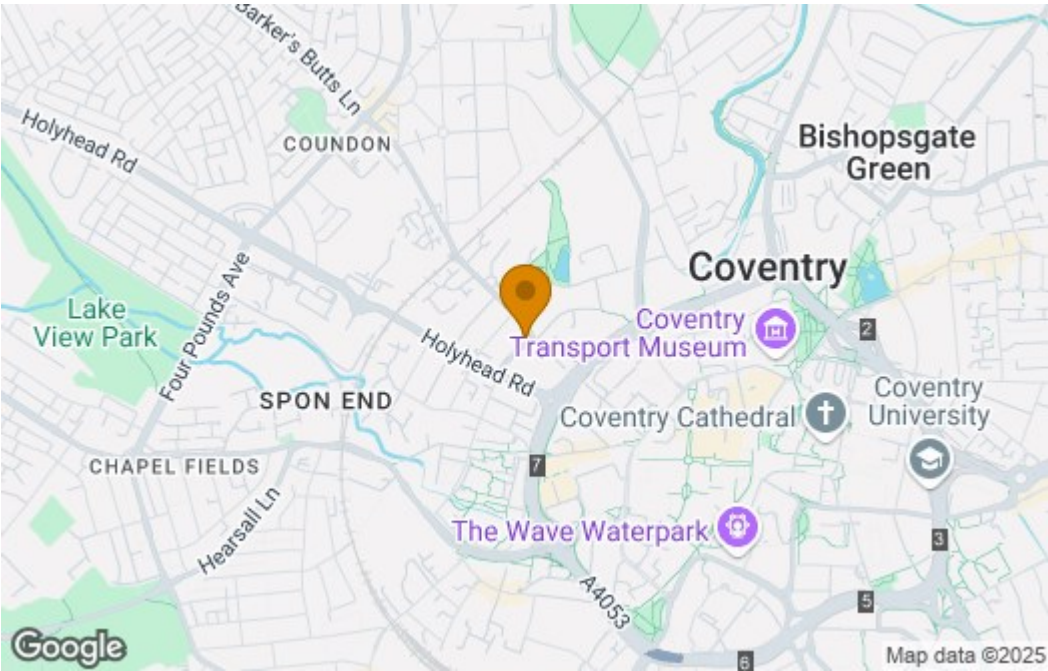 Barker's Butts Ln
Holyhead Rd
COUNDON
Bishopsgate
Green
Four Pounds Ave
Coventry
Lake
View Park
Coventry
Transport Museum
2
Holyhead Rd
SPON END
Coventry Cathedral
Coventry
University
CHAPEL FIELDS
7
Hearsall Ln
The Wave Waterpark
3
A4053
5
Google
6
Map data ©2025